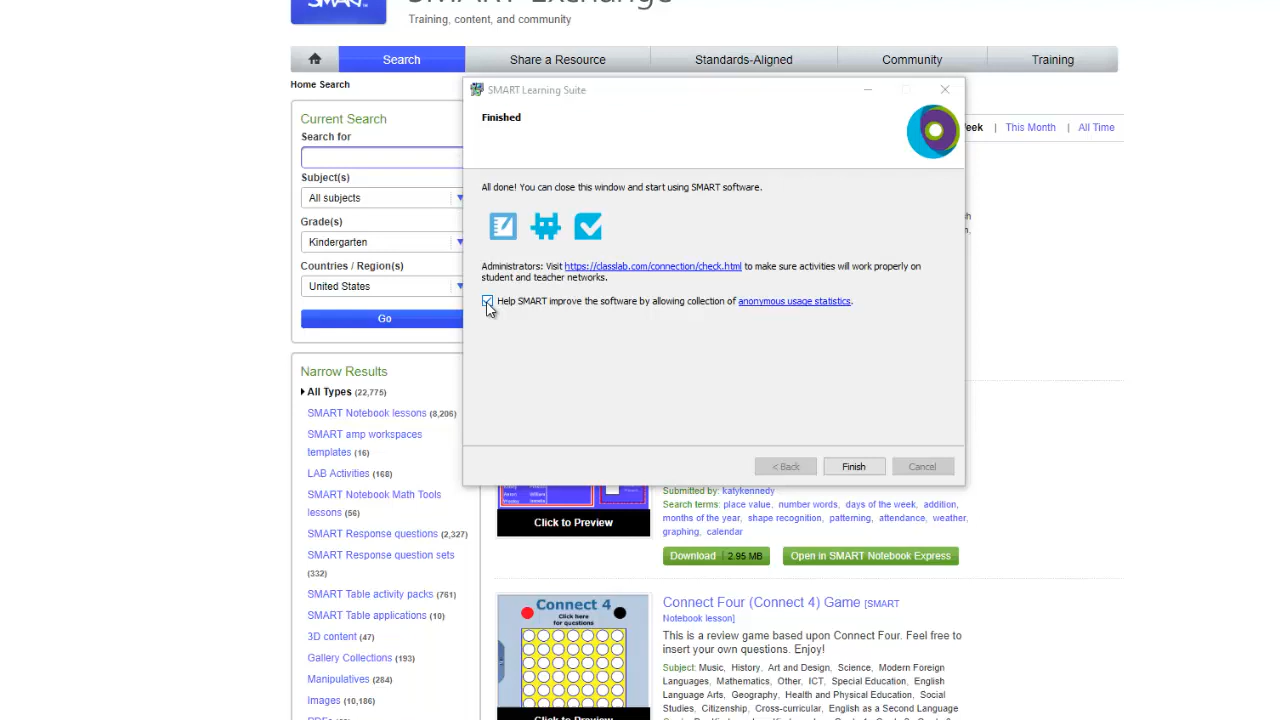 SMART Exchange
SMART
Training, content, and community
Search
Share a Resource
Standards-Aligned
Community
Training
Home Search
SMART Learning Suite
Finished
Current Search
Search for
Subject(s)
All subjects
Grade(s)
Kindergarten
Countries / Region(s)
United States
Go
eek | This Month | All Time
All done! You can close this window and start using SMART software.
Administrators: Visit https://classlab.com/connection/check.html to make sure activities will work properly on
student and teacher networks.
Help SMART improve the software by allowing collection of anonymous usage statistics.
< Back
Finish
Cancel
Narrow Results
All Types (22,775)
SMART Notebook lessons (8,206)
SMART amp workspaces
templates (16)
LAB Activities (168)
SMART Notebook Math Tools
lessons (56)
SMART Response questions (2,327)
SMART Response question sets
(332)
SMART Table activity packs (761)
SMART Table applications (10)
3D content (47)
Gallery Collections (193)
Manipulatives (284)
Images (10,186)
Click to Preview
Submitted by: katykennedy
Search terms: place value, number words, days of the week, addition,
months of the year, shape recognition, patterning, attendance, weather,
graphing, calendar
Download | 2.95 MB
Open in SMART Notebook Express
Connect 4
Click here
for questions
Click to Preview
Connect Four (Connect 4) Game [SMART
Notebook lesson]
This is a review game based upon Connect Four. Feel free to
insert your own questions. Enjoy!
Subject: Music, History, Art and Design, Science, Modern Foreign
Languages, Mathematics, Other, ICT, Special Education, English
Language Arts, Geography, Health and Physical Education, Social
Studies, Citizenship, Cross-curricular, English as a Second Language